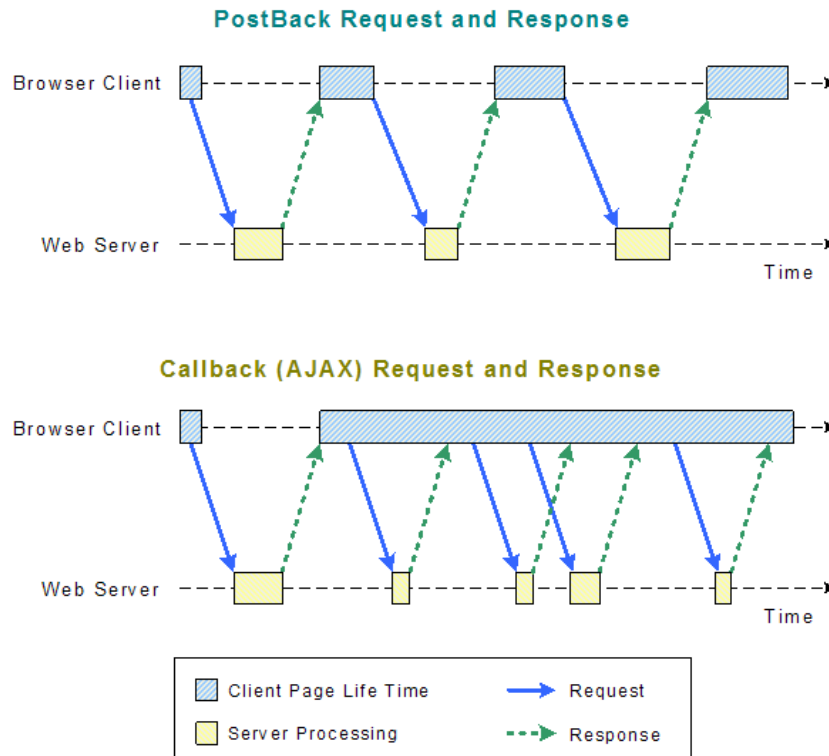 PostBack Request and Response
Browser Client
Web Server
Time
Callback (AJAX) Request and Response
Browser Client
Web Server
Time
Client Page Life Time
Request
Server Processing
Response